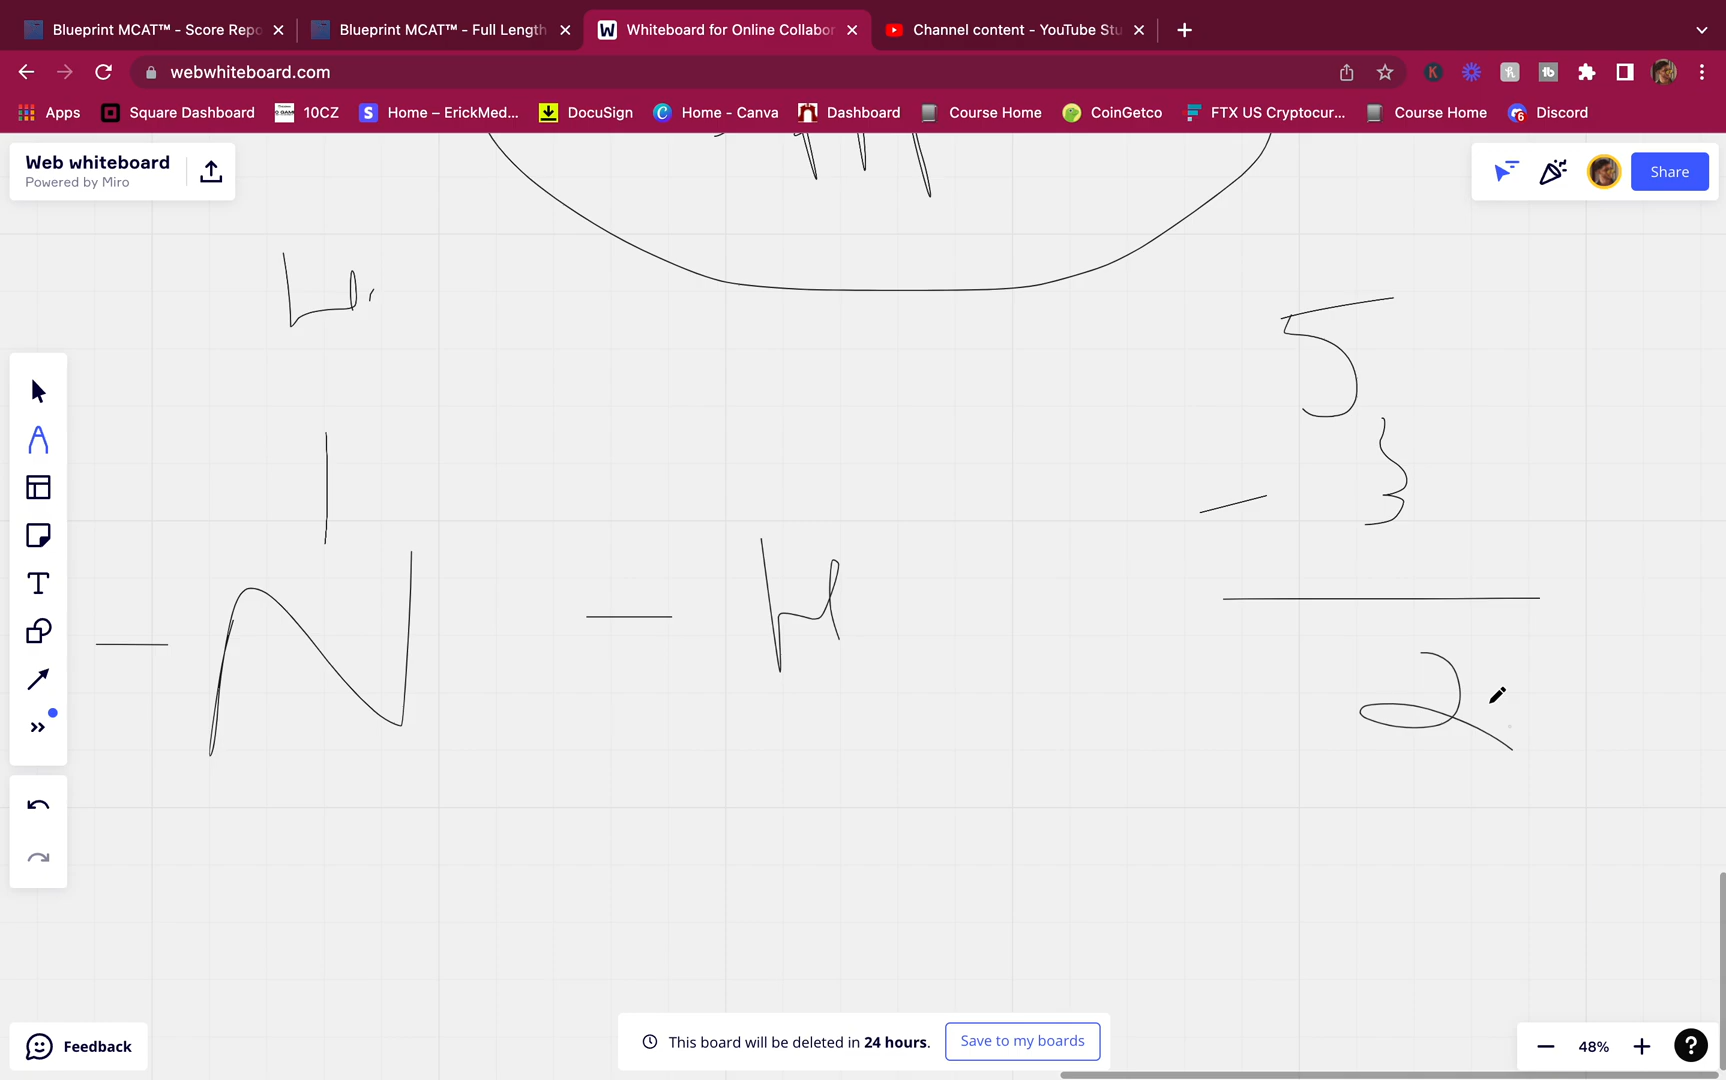 Blueprint MCAT™ - Score Repo
Blueprint MCAT™ - Full Length
Whiteboard for Online Collabor
Channel content - YouTube Stu
webwhiteboard.com
Apps
Square Dashboard
10CZ
Home – ErickMed...
DocuSign
Home - Canva
Dashboard
Course Home
CoinGetco
FTX US Cryptocur...
Course Home
Discord
Web whiteboard
Powered by Miro
Share
5
- 3
- N - H
2
Feedback
This board will be deleted in 24 hours.
Save to my boards
48%